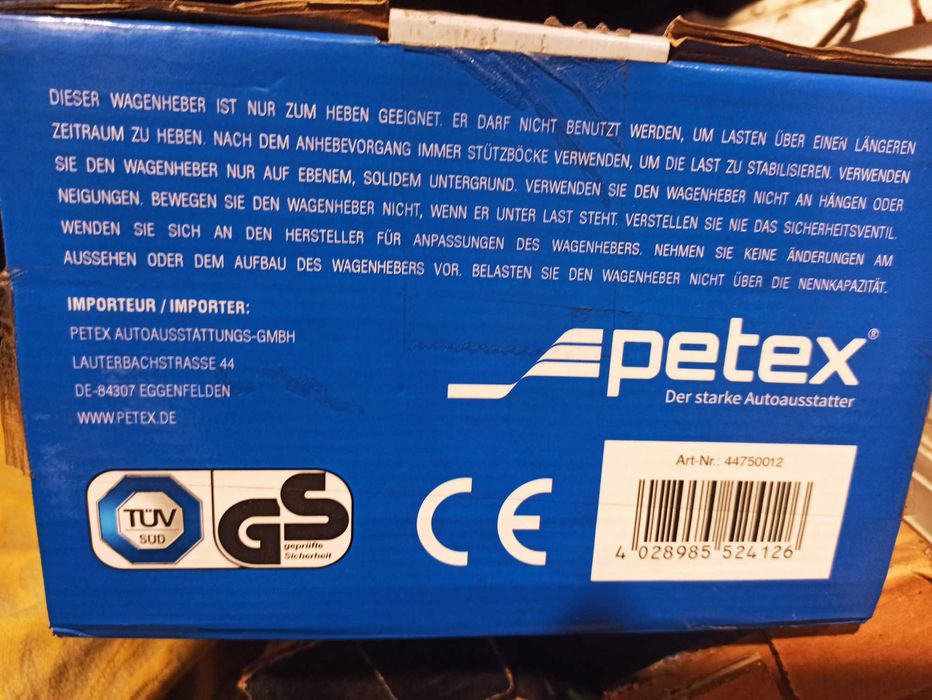 DIESER WAGENHEBER IST NUR ZUM HEBEN GEEIGNET. ER DARF NICHT BENUTZT WERDEN, UM LASTEN ÜBER EINEN LÄNGEREN
ZEITRAUM ZU HEBEN. NACH DEM ANHEBEVORGANG IMMER STÜTZBÖCKE VERWENDEN, UM DIE LAST ZU STABILISIEREN. VERWENDEN
SIE DEN WAGENHEBER NUR AUF EBENEM, SOLIDEM UNTERGRUND. VERWENDEN SIE DEN WAGENHEBER NICHT AN HÄNGEN ODER
NEIGUNGEN. BEWEGEN SIE DEN WAGENHEBER NICHT, WENN ER UNTER LAST STEHT. VERSTELLEN SIE NIE DAS SICHERHEITSVENTIL.
WENDEN SIE SICH AN DEN HERSTELLER FÜR ANPASSUNGEN DES WAGENHEBERS. NEHMEN SIE KEINE ÄNDERUNGEN AM
AUSSEHEN ODER DEM AUFBAU DES WAGENHEBERS VOR. BELASTEN SIE DEN WAGENHEBER NICHT ÜBER DIE NENNKAPAZITÄT.
IMPORTEUR / IMPORTER:
PETEX AUTOAUSSTATTUNGS-GMBH
LAUTERBACHSTRASSE 44
DE-84307 EGGENFELDEN
WWW.PETEX.DE
petex®
Der starke Autoausstatter
TÜV
SÜD
GS
geprüfte
Sicherheit
CE
Art-Nr.: 44750012
4 028985 524126